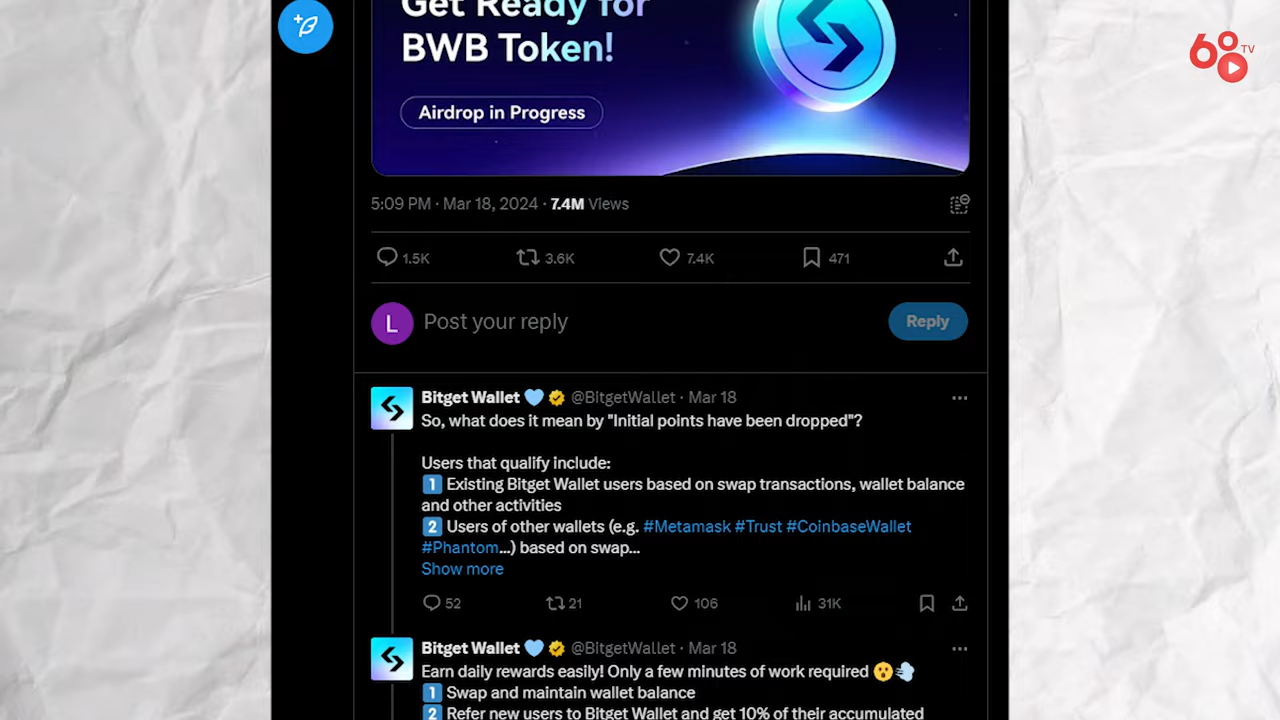 Get Ready for
BWB Token!
Airdrop in Progress
68 TV
5:09 PM · Mar 18, 2024 · 7.4M Views
1.5K 3.6K 7.4K 471
L Post your reply Reply
Bitget Wallet 🩵 @BitgetWallet · Mar 18
So, what does it mean by "Initial points have been dropped"?
Users that qualify include:
1️⃣ Existing Bitget Wallet users based on swap transactions, wallet balance
and other activities
2️⃣ Users of other wallets (e.g. #Metamask #Trust #CoinbaseWallet
#Phantom...) based on swap...
Show more
52 21 106 31K
Bitget Wallet 🩵 @BitgetWallet · Mar 18
Earn daily rewards easily! Only a few minutes of work required 😮💨
1️⃣ Swap and maintain wallet balance
2️⃣ Refer new users to Bitget Wallet and get 10% of their accumulated